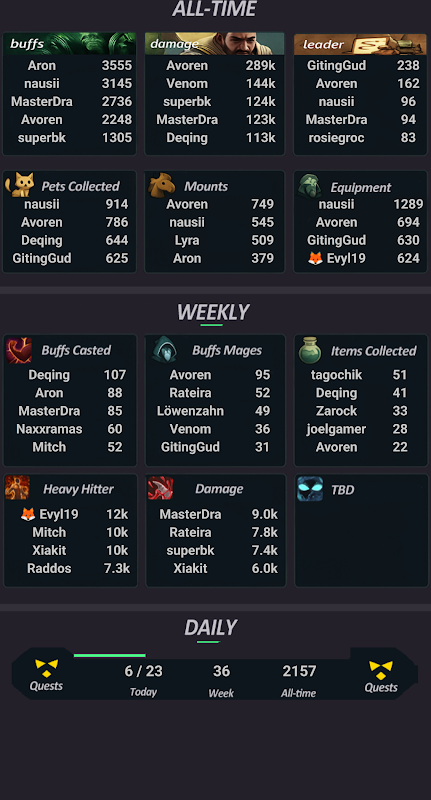 ALL-TIME
buffs damage leader
Aron 3555 Avoren 289k GitingGud 238
nausii 3145 Venom 144k Avoren 162
MasterDra 2736 superbk 124k nausii 96
Avoren 2248 MasterDra 123k MasterDra 94
superbk 1305 Deqing 113k rosiegroc 83
Pets Collected Mounts Equipment
nausii 914 Avoren 749 nausii 1289
Avoren 786 nausii 545 Avoren 694
Deqing 644 Lyra 509 GitingGud 630
GitingGud 625 Aron 379 🦊 Evyl19 624
WEEKLY
Buffs Casted Buffs Mages Items Collected
Deqing 107 Avoren 95 tagochik 51
Aron 88 Rateira 52 Deqing 41
MasterDra 85 Löwenzahn 49 Zarock 33
Naxxramas 60 Venom 36 joelgamer 28
Mitch 52 GitingGud 31 Avoren 22
Heavy Hitter Damage TBD
🦊 Evyl19 12k MasterDra 9.0k
Mitch 10k Rateira 7.8k
Xiakit 10k superbk 7.4k
Raddos 7.3k Xiakit 6.0k
DAILY
6 / 23 36 2157
Quests Today Week All-time Quests